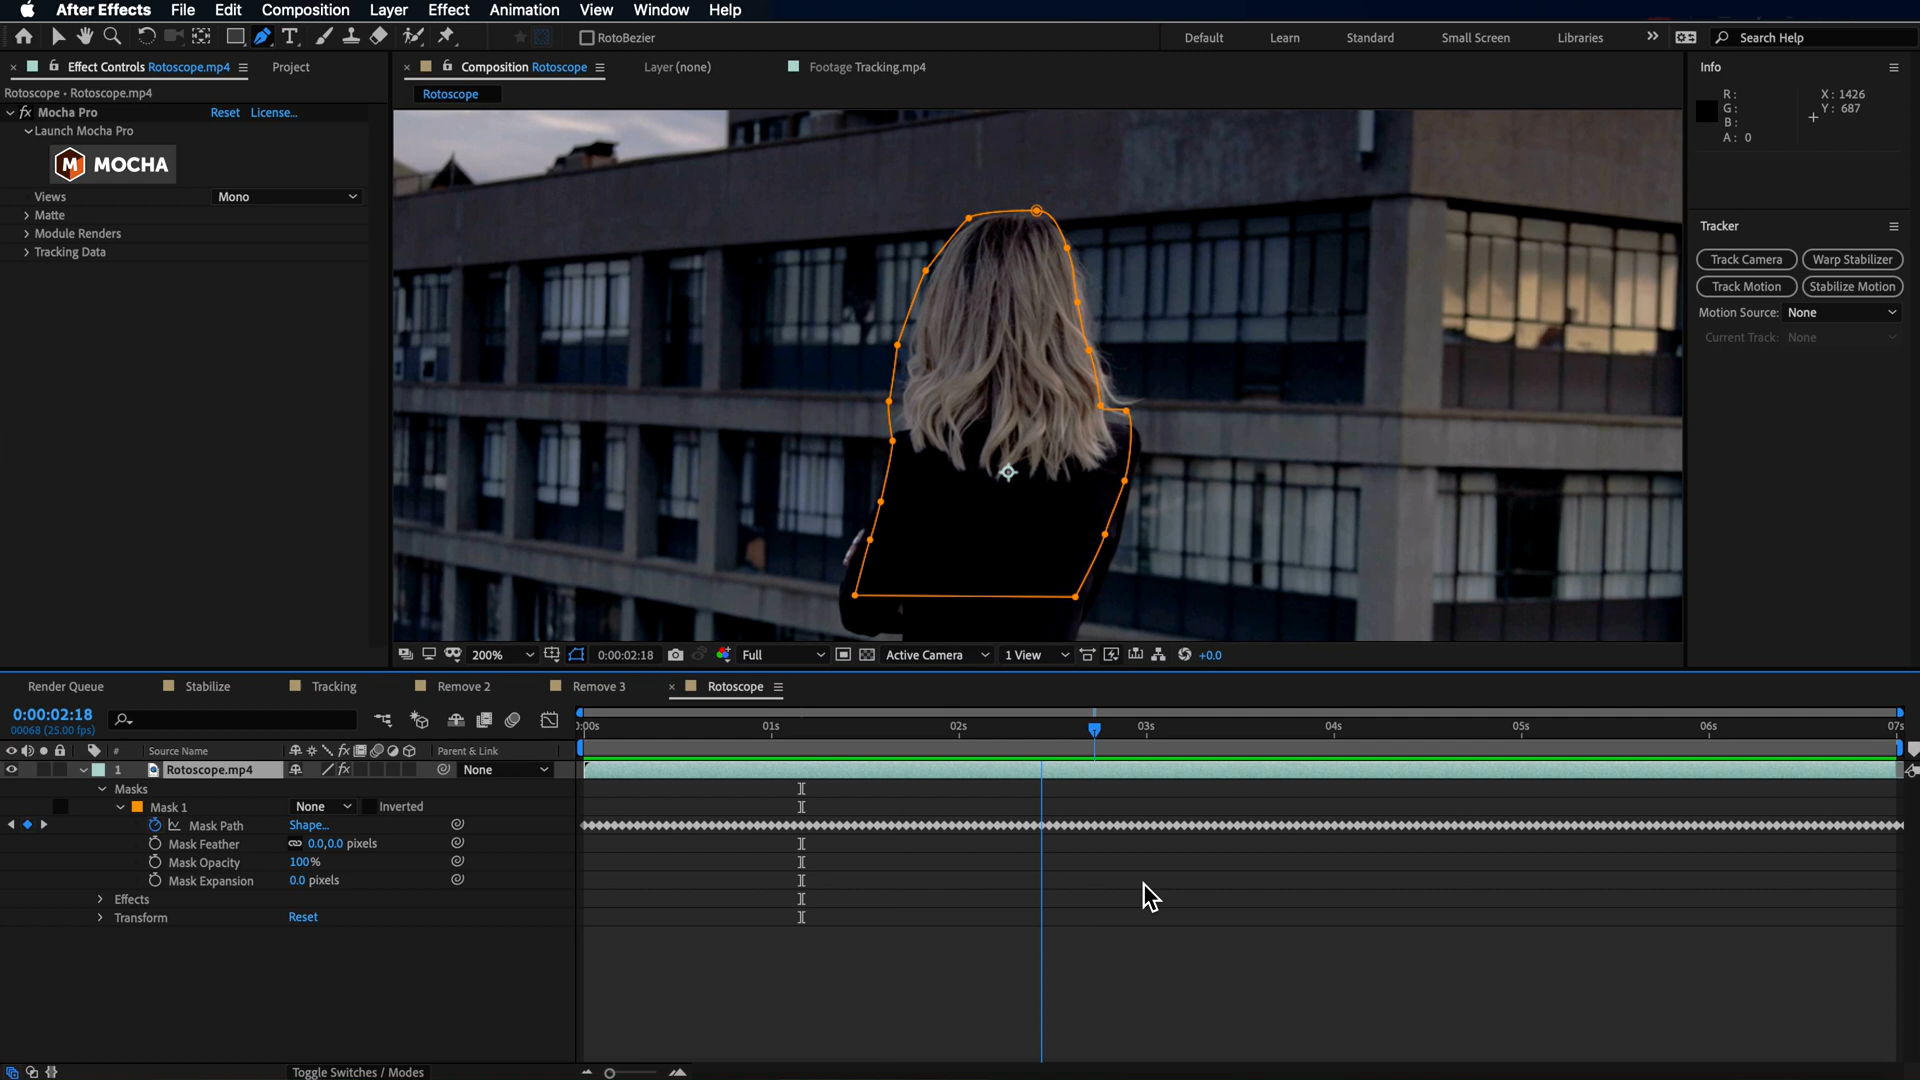 After Effects File Edit Composition Layer Effect Animation View Window Help
RotoBezier Default Learn Standard Small Screen Libraries Search Help
Effect Controls Rotoscope.mp4 Project
Composition Rotoscope Layer (none) Footage Tracking.mp4
Info
Rotoscope • Rotoscope.mp4
Rotoscope
R:
G:
B:
A: 0
X: 1426
Y: 687
fx Mocha Pro Reset License...
Launch Mocha Pro
M MOCHA
Views Mono
Matte
Module Renders
Tracking Data
Tracker
Track Camera Warp Stabilizer
Track Motion Stabilize Motion
Motion Source: None
Current Track: None
200% 0:00:02:18 Full Active Camera 1 View +0.0
Render Queue Stabilize Tracking Remove 2 Remove 3 Rotoscope
0:00:02:18
00068 (25.00 fps)
):00s 01s 02s 03s 04s 05s 06s 07s
# Source Name fx Parent & Link
1 Rotoscope.mp4 fx None
Masks
Mask 1 None Inverted
Mask Path Shape...
Mask Feather 0.0,0.0 pixels
Mask Opacity 100%
Mask Expansion 0.0 pixels
Effects
Transform Reset
Toggle Switches / Modes